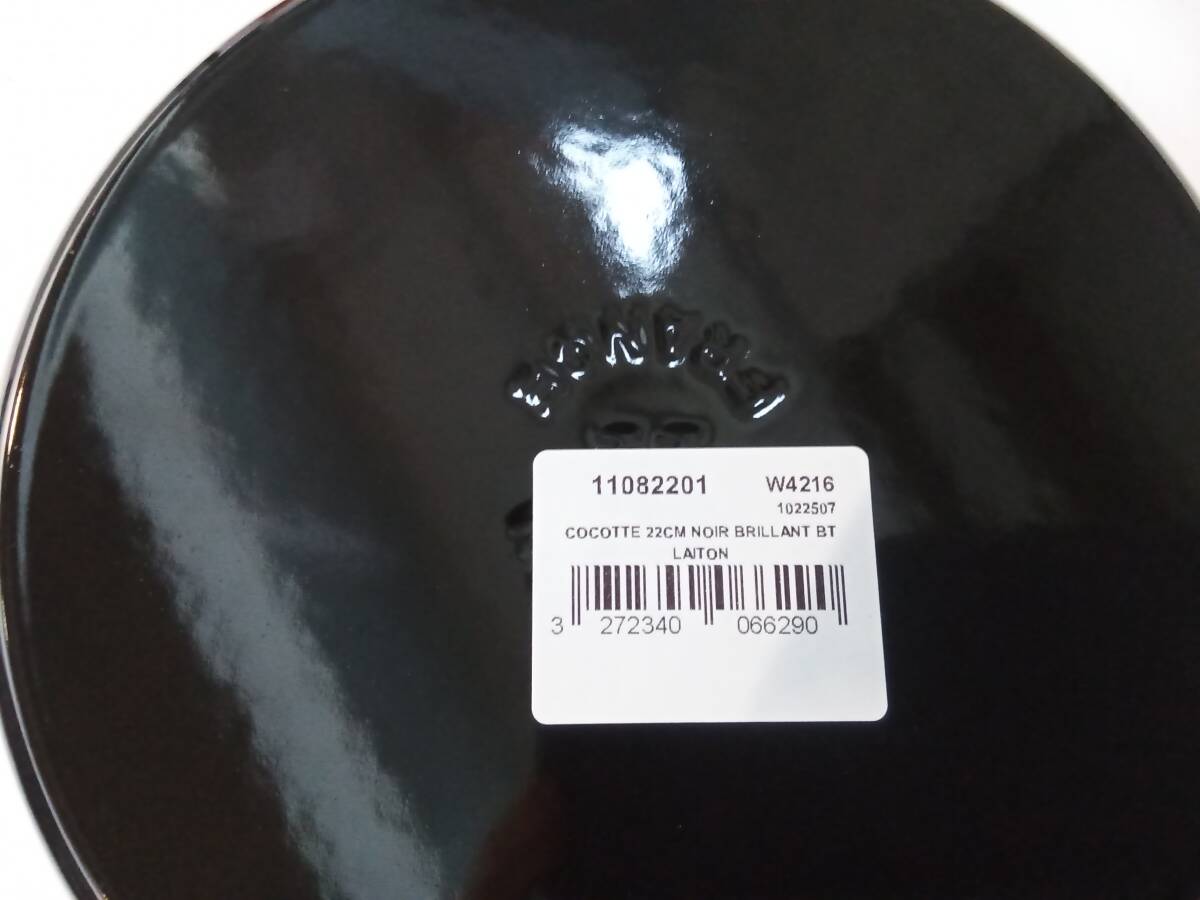 11082201 W4216
1022507
COCOTTE 22CM NOIR BRILLANT BT
LAITON
3 272340 066290